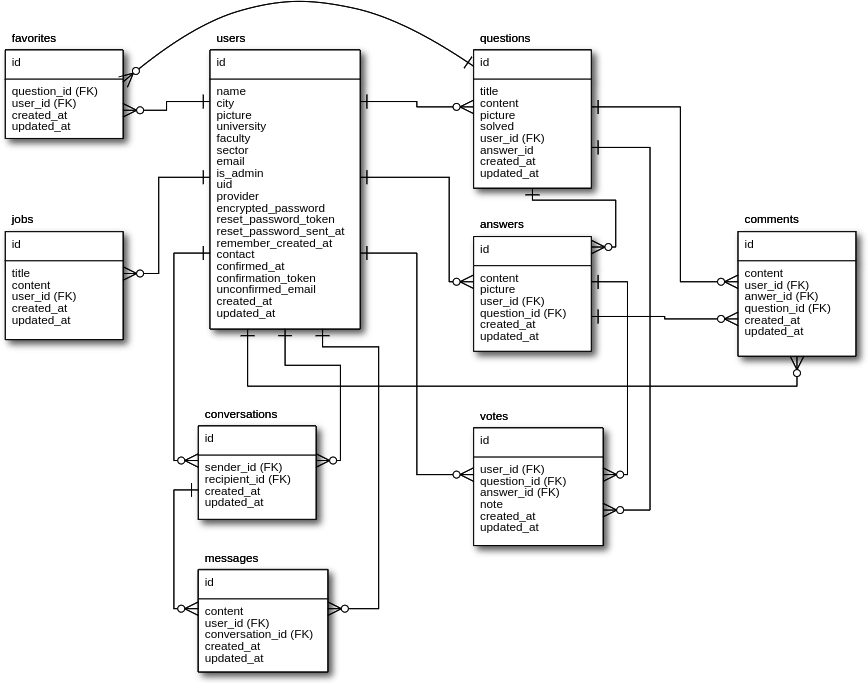 favorites
id
question_id (FK)
user_id (FK)
created_at
updated_at
users
id
name
city
picture
university
faculty
sector
email
is_admin
uid
provider
encrypted_password
reset_password_token
reset_password_sent_at
remember_created_at
contact
confirmed_at
confirmation_token
unconfirmed_email
created_at
updated_at
questions
id
title
content
picture
solved
user_id (FK)
answer_id
created_at
updated_at
jobs
id
title
content
user_id (FK)
created_at
updated_at
answers
id
content
picture
user_id (FK)
question_id (FK)
created_at
updated_at
comments
id
content
user_id (FK)
anwer_id (FK)
question_id (FK)
created_at
updated_at
conversations
id
sender_id (FK)
recipient_id (FK)
created_at
updated_at
votes
id
user_id (FK)
question_id (FK)
answer_id (FK)
note
created_at
updated_at
messages
id
content
user_id (FK)
conversation_id (FK)
created_at
updated_at